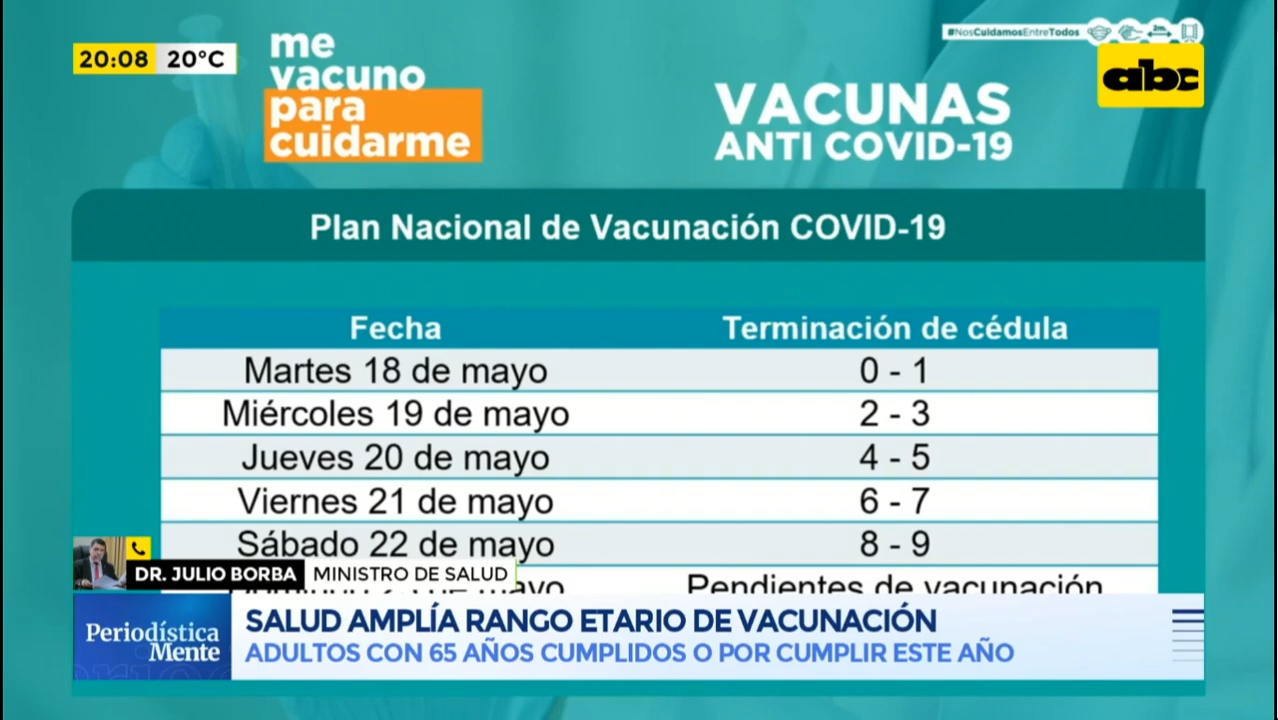 20:08 20°C
me
vacuno
para
cuidarme
#NosCuidamosEntreTodos
2m.
abc
VACUNAS
ANTI COVID-19
Plan Nacional de Vacunación COVID-19
Fecha Terminación de cédula
Martes 18 de mayo 0 - 1
Miércoles 19 de mayo 2 - 3
Jueves 20 de mayo 4 - 5
Viernes 21 de mayo 6 - 7
Sábado 22 de mayo 8 - 9
mayo Pendientes de vacunación
DR. JULIO BORBA MINISTRO DE SALUD
Periodística
Mente
SALUD AMPLÍA RANGO ETARIO DE VACUNACIÓN
ADULTOS CON 65 AÑOS CUMPLIDOS O POR CUMPLIR ESTE AÑO